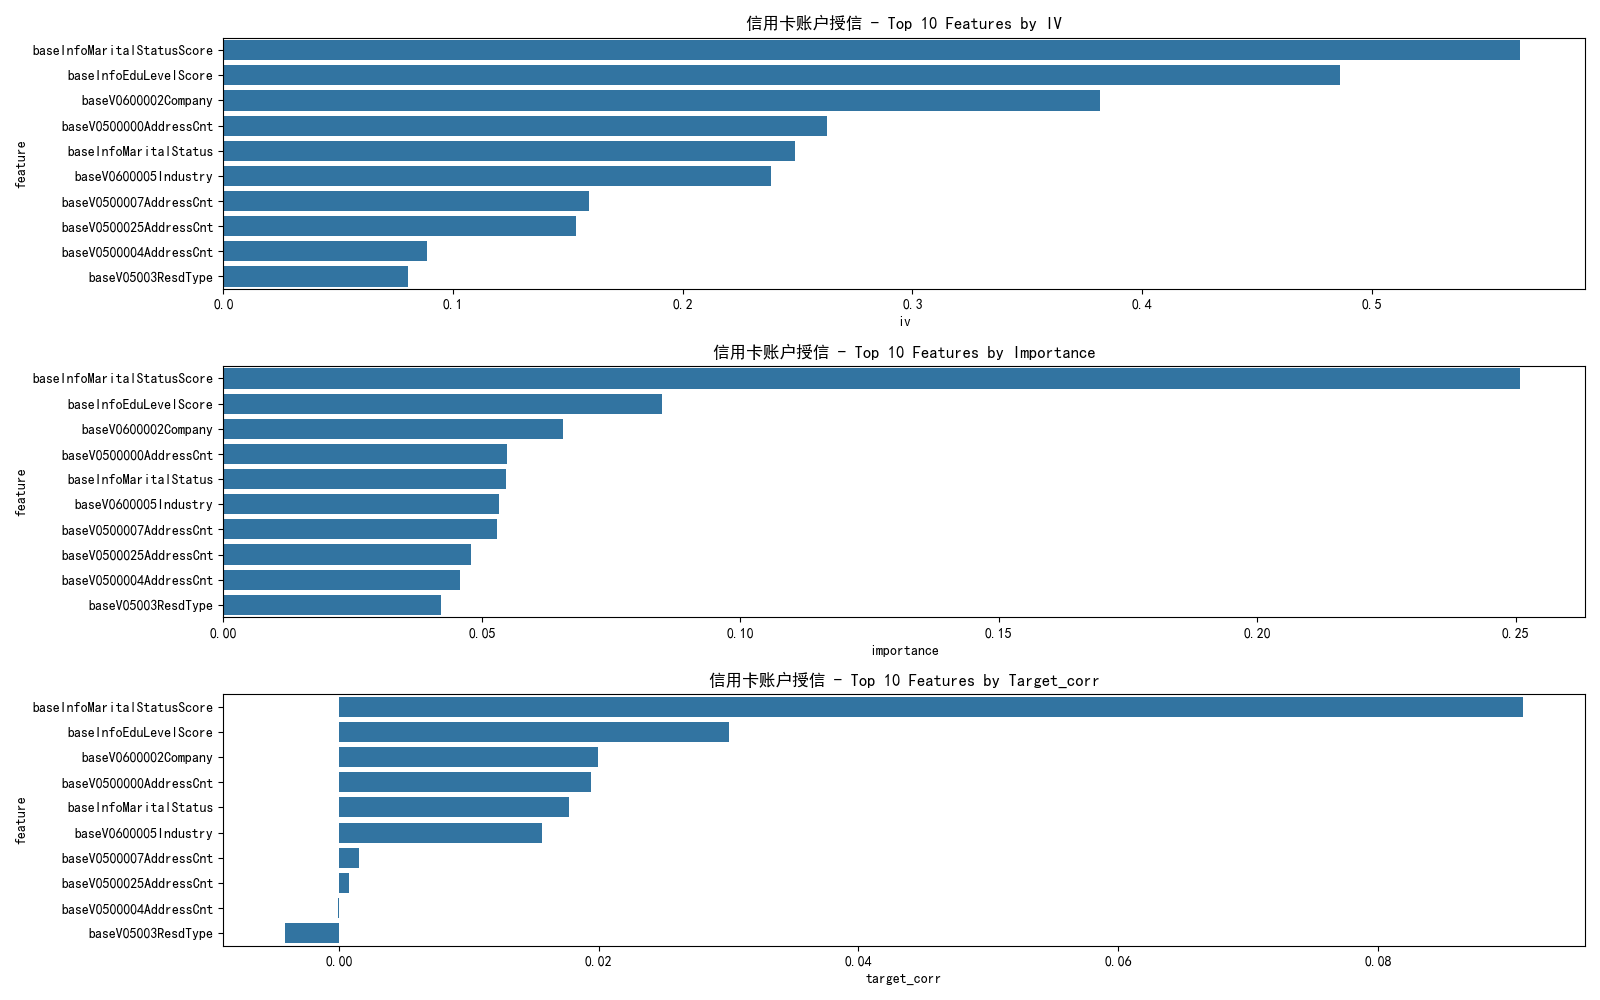 信用卡账户授信 - Top 10 Features by IV
feature
baseInfoMaritalStatusScore
baseInfoEduLevelScore
baseV0600002Company
baseV0500000AddressCnt
baseInfoMaritalStatus
baseV0600005Industry
baseV0500007AddressCnt
baseV0500025AddressCnt
baseV0500004AddressCnt
baseV05003ResdType
0.0 0.1 0.2 0.3 0.4 0.5
iv
信用卡账户授信 - Top 10 Features by Importance
feature
baseInfoMaritalStatusScore
baseInfoEduLevelScore
baseV0600002Company
baseV0500000AddressCnt
baseInfoMaritalStatus
baseV0600005Industry
baseV0500007AddressCnt
baseV0500025AddressCnt
baseV0500004AddressCnt
baseV05003ResdType
0.00 0.05 0.10 0.15 0.20 0.25
importance
信用卡账户授信 - Top 10 Features by Target_corr
feature
baseInfoMaritalStatusScore
baseInfoEduLevelScore
baseV0600002Company
baseV0500000AddressCnt
baseInfoMaritalStatus
baseV0600005Industry
baseV0500007AddressCnt
baseV0500025AddressCnt
baseV0500004AddressCnt
baseV05003ResdType
0.00 0.02 0.04 0.06 0.08
target_corr